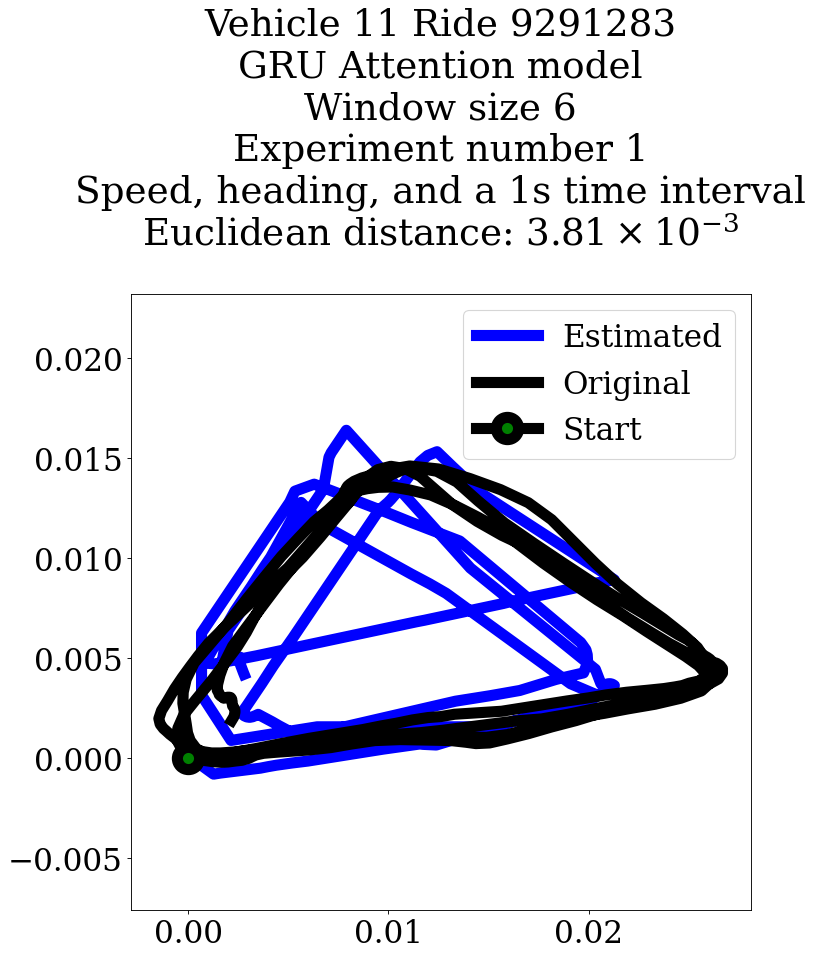 Vehicle 11 Ride 9291283
GRU Attention model
Window size 6
Experiment number 1
Speed, heading, and a 1s time interval
Euclidean distance: 3.81 × 10⁻³
Estimated
Original
Start
0.020
0.015
0.010
0.005
0.000
−0.005
0.00 0.01 0.02